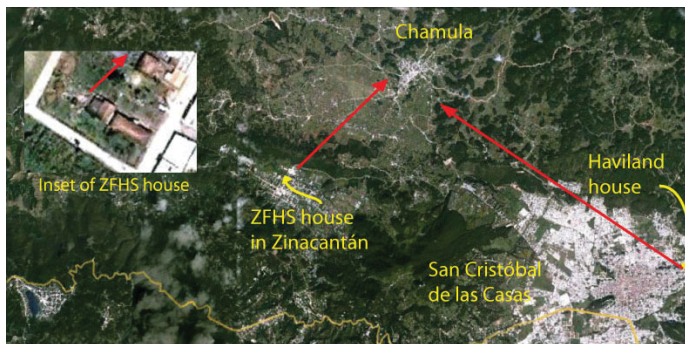 Chamula
Inset of ZFHS house
Haviland
house
ZFHS house
in Zinacantán
San Cristóbal
de las Casas